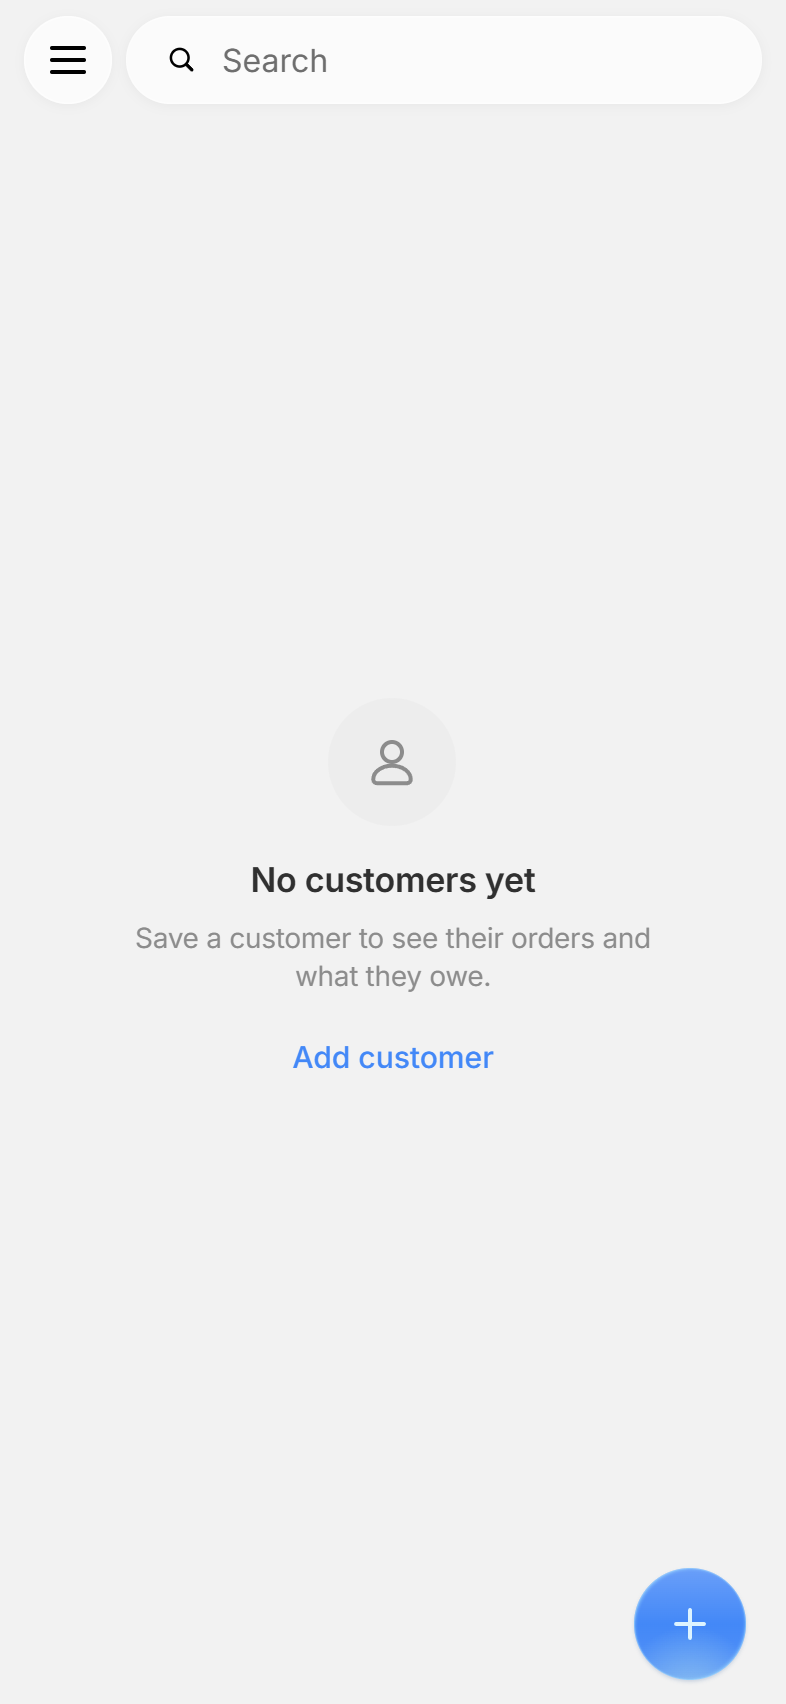 Search
No customers yet
Save a customer to see their orders and
what they owe.
Add customer